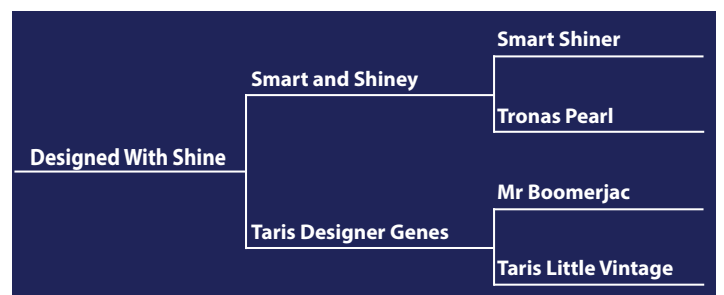 Smart Shiner
Smart and Shiney
Tronas Pearl
Designed With Shine
Mr Boomerjac
Taris Designer Genes
Taris Little Vintage